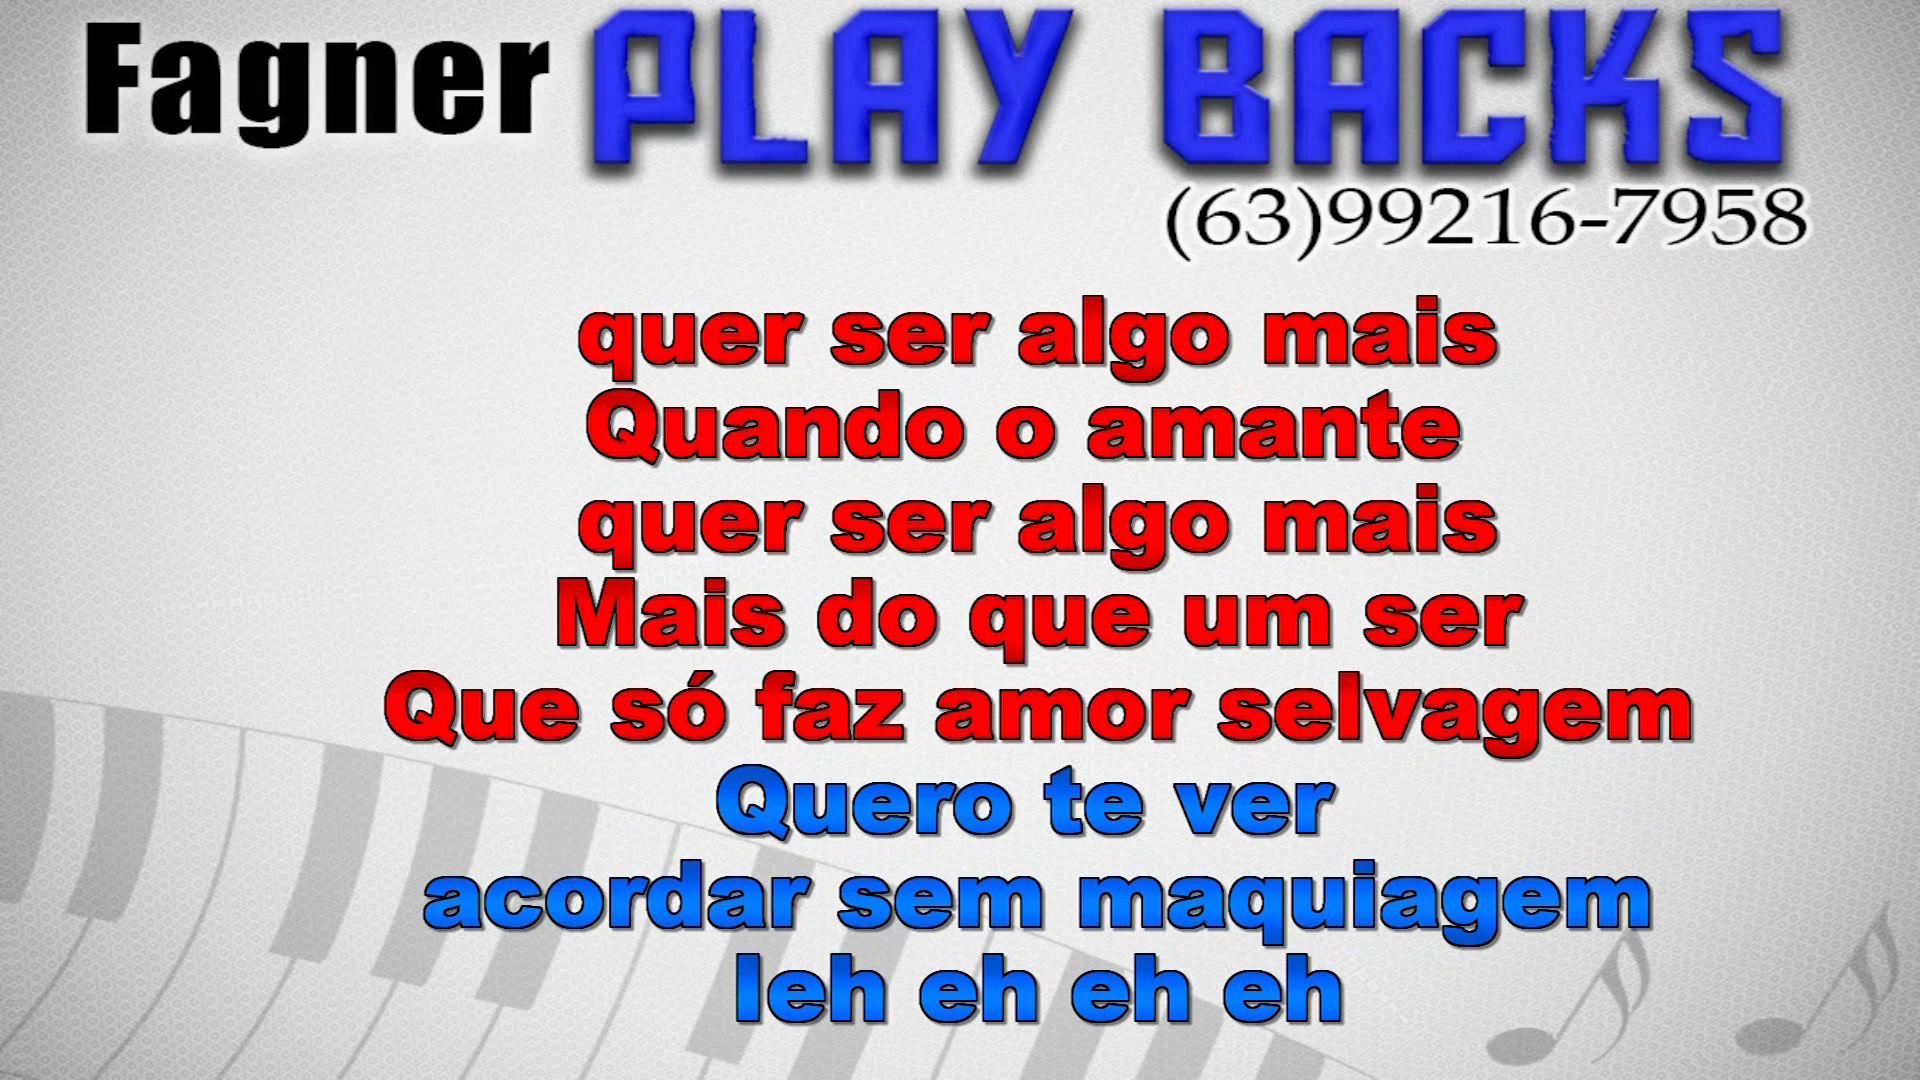 Fagner PLAY BACKS
(63)99216-7958
quer ser algo mais
Quando o amante
quer ser algo mais
Mais do que um ser
Que só faz amor selvagem
Quero te ver
acordar sem maquiagem
Ieh eh eh eh